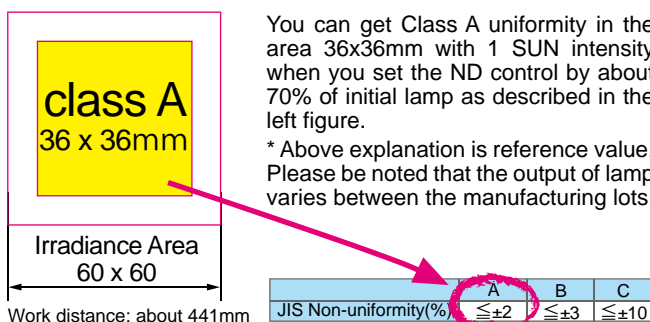 class A
36 x 36mm
Irradiance Area
60 x 60
Work distance: about 441mm
You can get Class A uniformity in the
area 36x36mm with 1 SUN intensity
when you set the ND control by about
70% of initial lamp as described in the
left figure.
* Above explanation is reference value.
Please be noted that the output of lamp
varies between the manufacturing lots
A B C
JIS Non-uniformity(%) ≦±2 ≦±3 ≦±10